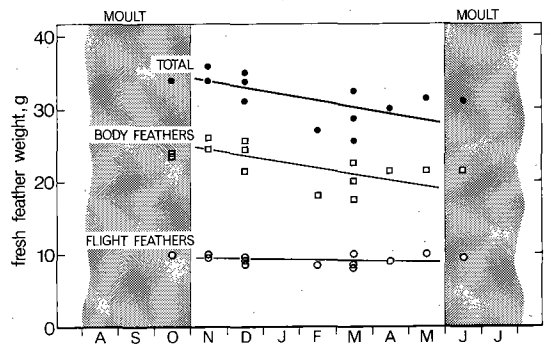 MOULT
MOULT
40
TOTAL
30
BODY FEATHERS
20
FLIGHT FEATHERS
10
0
fresh feather weight, g
A S O N D J F M A M J J